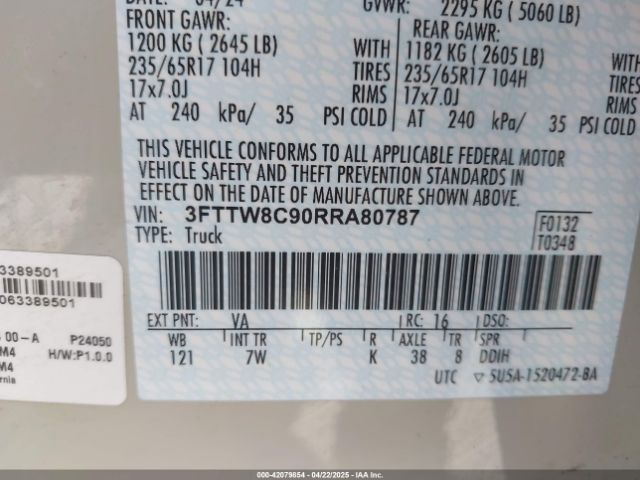 DATE: 04/24
GVWR: 2295 KG ( 5060 LB)
FRONT GAWR:
REAR GAWR:
1200 KG ( 2645 LB) WITH 1182 KG ( 2605 LB) WITH
235/65R17 104H TIRES 235/65R17 104H TIRES
17x7.0J RIMS 17x7.0J RIMS
AT 240 kPa/ 35 PSI COLD AT 240 kPa/ 35 PSI COLD
THIS VEHICLE CONFORMS TO ALL APPLICABLE FEDERAL MOTOR
VEHICLE SAFETY AND THEFT PREVENTION STANDARDS IN
EFFECT ON THE DATE OF MANUFACTURE SHOWN ABOVE.
VIN: 3FTTW8C90RRA80787
F0132
TYPE: Truck
T0348
EXT PNT: VA RC: 16 DSO:
WB INT TR TP/PS R AXLE TR SPR
121 7W K 38 8 DDIH
UTC ▽ 5U5A-1520472-BA
3389501
063389501
00-A P24050
M4 H/W:P1.0.0
M4
ornia
000-42079854 - 04/22/2025 - IAA Inc.